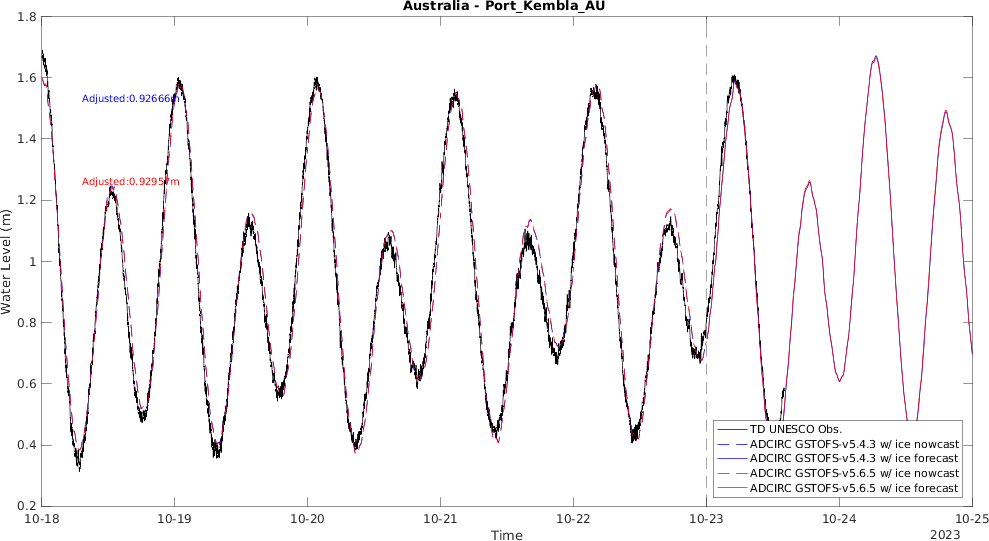 Australia - Port_Kembla_AU
1.8
1.6
1.4
1.2
1
0.8
0.6
0.4
0.2
Water Level (m)
Adjusted:0.92666m
Adjusted:0.92957m
TD UNESCO Obs.
ADCIRC GSTOFS-v5.4.3 w/ ice nowcast
ADCIRC GSTOFS-v5.4.3 w/ ice forecast
ADCIRC GSTOFS-v5.6.5 w/ ice nowcast
ADCIRC GSTOFS-v5.6.5 w/ ice forecast
10-18 10-19 10-20 10-21 10-22 10-23 10-24 10-25
Time
2023